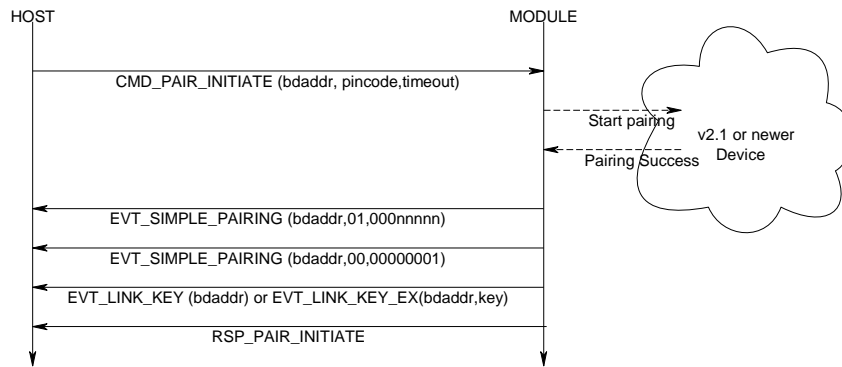 HOST
MODULE
CMD_PAIR_INITIATE (bdaddr, pincode,timeout)
Start pairing
v2.1 or newer
Device
Pairing Success
EVT_SIMPLE_PAIRING (bdaddr,01,000nnnnn)
EVT_SIMPLE_PAIRING (bdaddr,00,00000001)
EVT_LINK_KEY (bdaddr) or EVT_LINK_KEY_EX(bdaddr,key)
RSP_PAIR_INITIATE